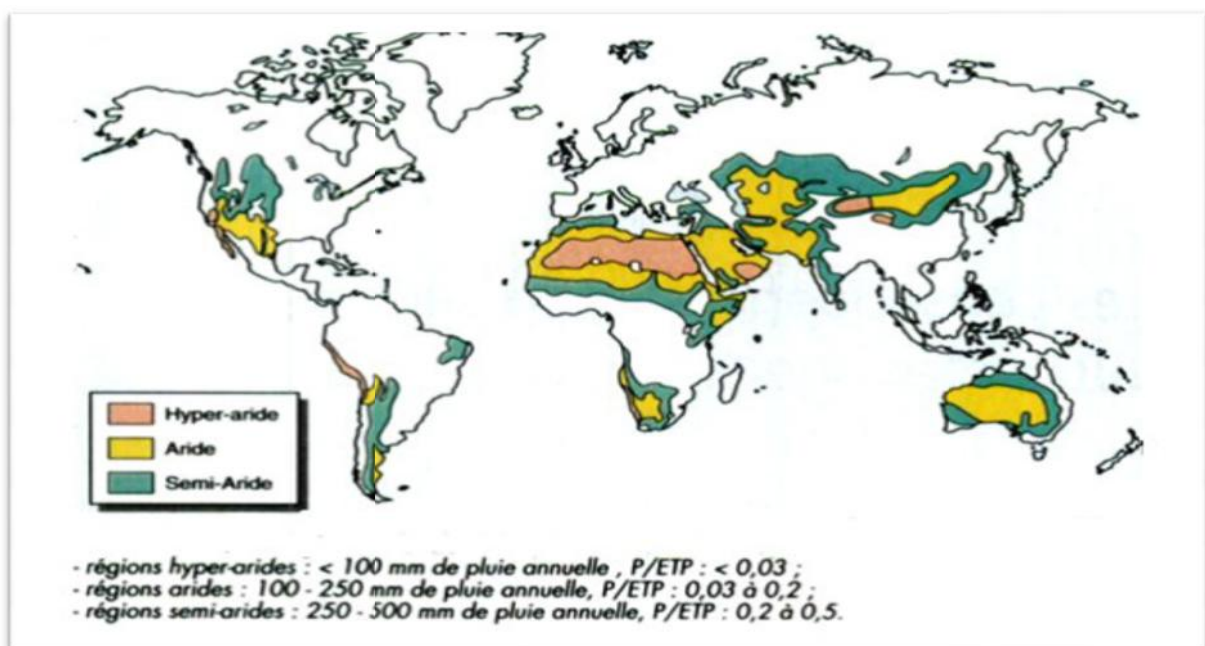 Hyper-aride
Aride
Semi-Aride
- régions hyper-arides : < 100 mm de pluie annuelle , P/ETP : < 0,03 ;
- régions arides : 100 - 250 mm de pluie annuelle, P/ETP : 0,03 à 0,2 ;
- régions semi-arides : 250 - 500 mm de pluie annuelle, P/ETP : 0,2 à 0,5.